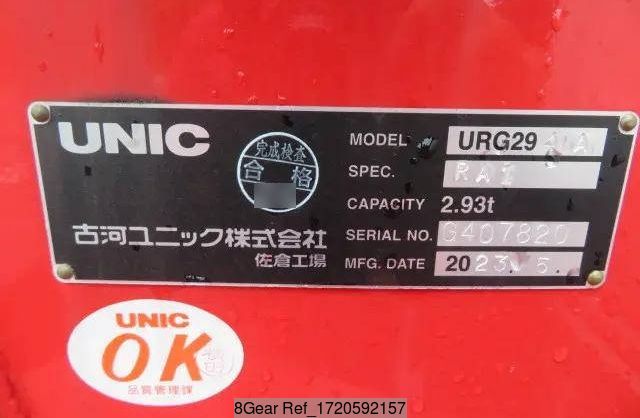 UNIC
完成検査
合格
古河ユニック株式会社
佐倉工場
MODEL URG29
SPEC. RA1
CAPACITY 2.93t
SERIAL NO. G407820
MFG. DATE 2023. 5.
UNIC
OK
品質管理課
8Gear Ref_1720592157